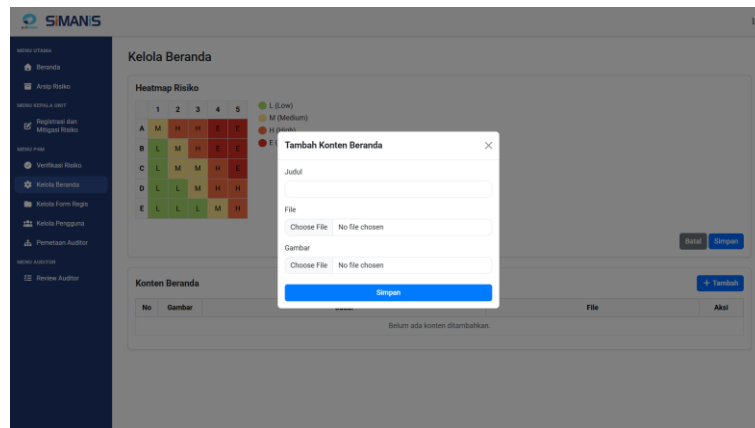 SIMANIS
MENU UTAMA
Beranda
Arsip Risiko
MENU KEPALA UNIT
Registrasi dan
Mitigasi Risiko
MENU P4M
Verifikasi Risiko
Kelola Beranda
Kelola Form Regis
Kelola Pengguna
Pemetaan Auditor
MENU AUDITOR
Review Auditor
Kelola Beranda
Heatmap Risiko
1 2 3 4 5
A M H H E E
B L M H E E
C L M M H E
D L L M H H
E L L L M H
L (Low)
M (Medium)
H (High)
E (
Tambah Konten Beranda
Judul
File
Choose File No file chosen
Gambar
Choose File No file chosen
Simpan
Batal Simpan
Konten Beranda
+ Tambah
No Gambar File Aksi
Belum ada konten ditambahkan.